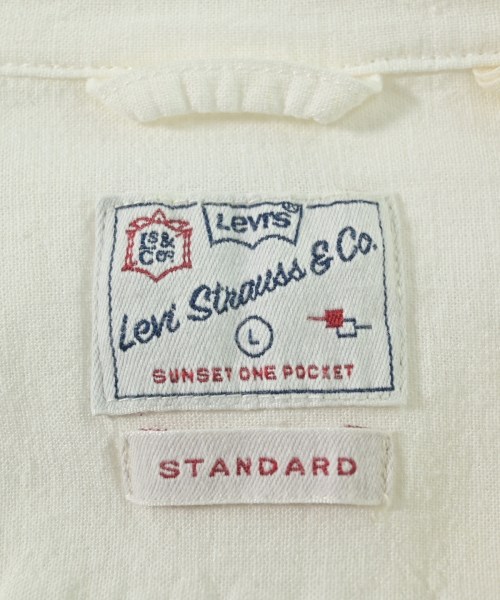 LS&
Co.
Levi's®
Levi Strauss & Co.
L
SUNSET ONE POCKET
STANDARD